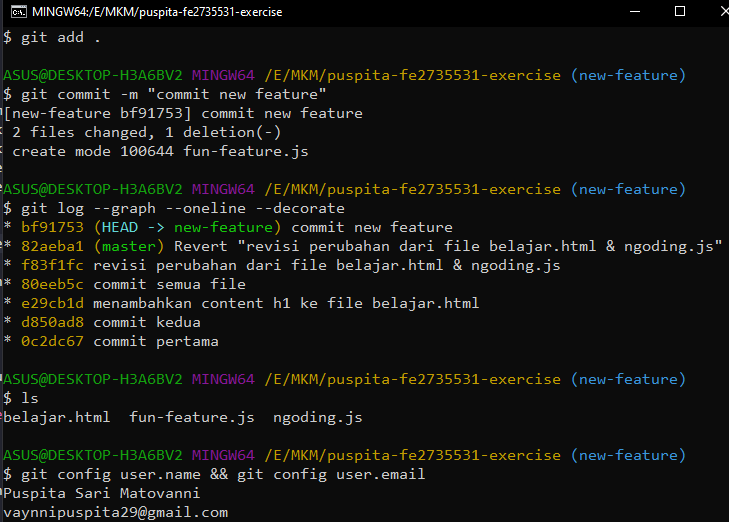 MINGW64:/E/MKM/puspita-fe2735531-exercise
$ git add .
ASUS@DESKTOP-H3A6BV2 MINGW64 /E/MKM/puspita-fe2735531-exercise (new-feature)
$ git commit -m "commit new feature"
[new-feature bf91753] commit new feature
 2 files changed, 1 deletion(-)
 create mode 100644 fun-feature.js
ASUS@DESKTOP-H3A6BV2 MINGW64 /E/MKM/puspita-fe2735531-exercise (new-feature)
$ git log --graph --oneline --decorate
* bf91753 (HEAD -> new-feature) commit new feature
* 82aeba1 (master) Revert "revisi perubahan dari file belajar.html & ngoding.js"
* f83f1fc revisi perubahan dari file belajar.html & ngoding.js
* 80eeb5c commit semua file
* e29cb1d menambahkan content h1 ke file belajar.html
* d850ad8 commit kedua
* 0c2dc67 commit pertama
ASUS@DESKTOP-H3A6BV2 MINGW64 /E/MKM/puspita-fe2735531-exercise (new-feature)
$ ls
belajar.html  fun-feature.js  ngoding.js
ASUS@DESKTOP-H3A6BV2 MINGW64 /E/MKM/puspita-fe2735531-exercise (new-feature)
$ git config user.name && git config user.email
Puspita Sari Matovanni
vaynnipuspita29@gmail.com